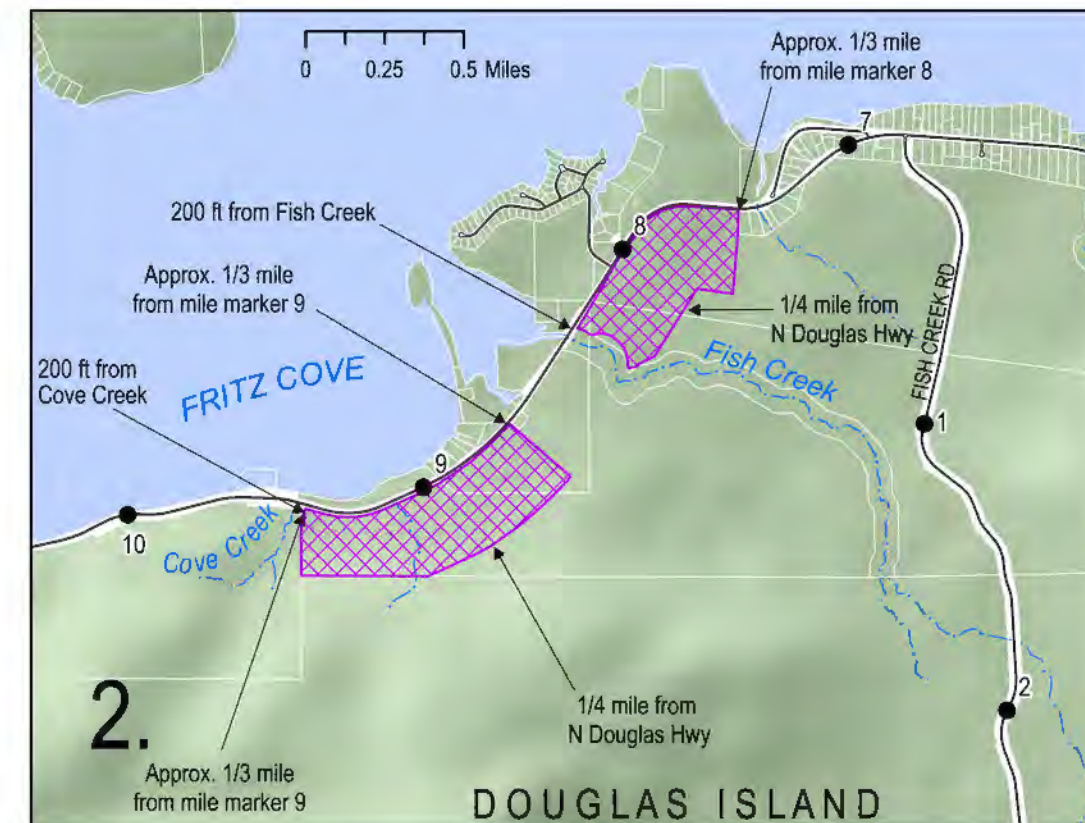 0 0.25 0.5 Miles
Approx. 1/3 mile
from mile marker 8
7
200 ft from Fish Creek
8
Approx. 1/3 mile
from mile marker 9
1/4 mile from
N Douglas Hwy
FISH CREEK RD
Fish Creek
200 ft from
Cove Creek
FRITZ COVE
1
9
10
Cove Creek
2.
1/4 mile from
N Douglas Hwy
2
Approx. 1/3 mile
from mile marker 9
DOUGLAS ISLAND